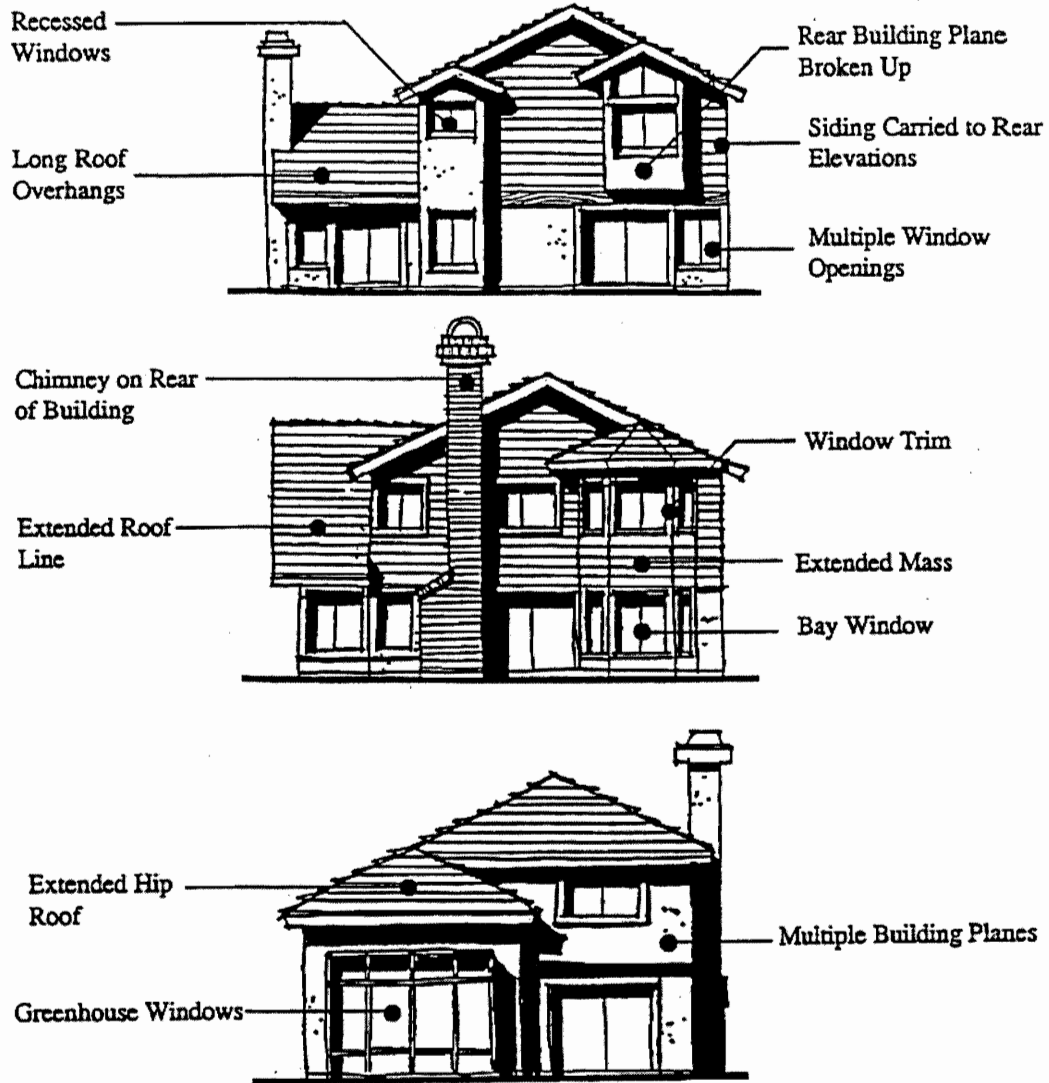 Recessed
Windows
Rear Building Plane
Broken Up
Long Roof
Overhangs
Siding Carried to Rear
Elevations
Multiple Window
Openings
Chimney on Rear
of Building
Window Trim
Extended Roof
Line
Extended Mass
Bay Window
Extended Hip
Roof
Multiple Building Planes
Greenhouse Windows